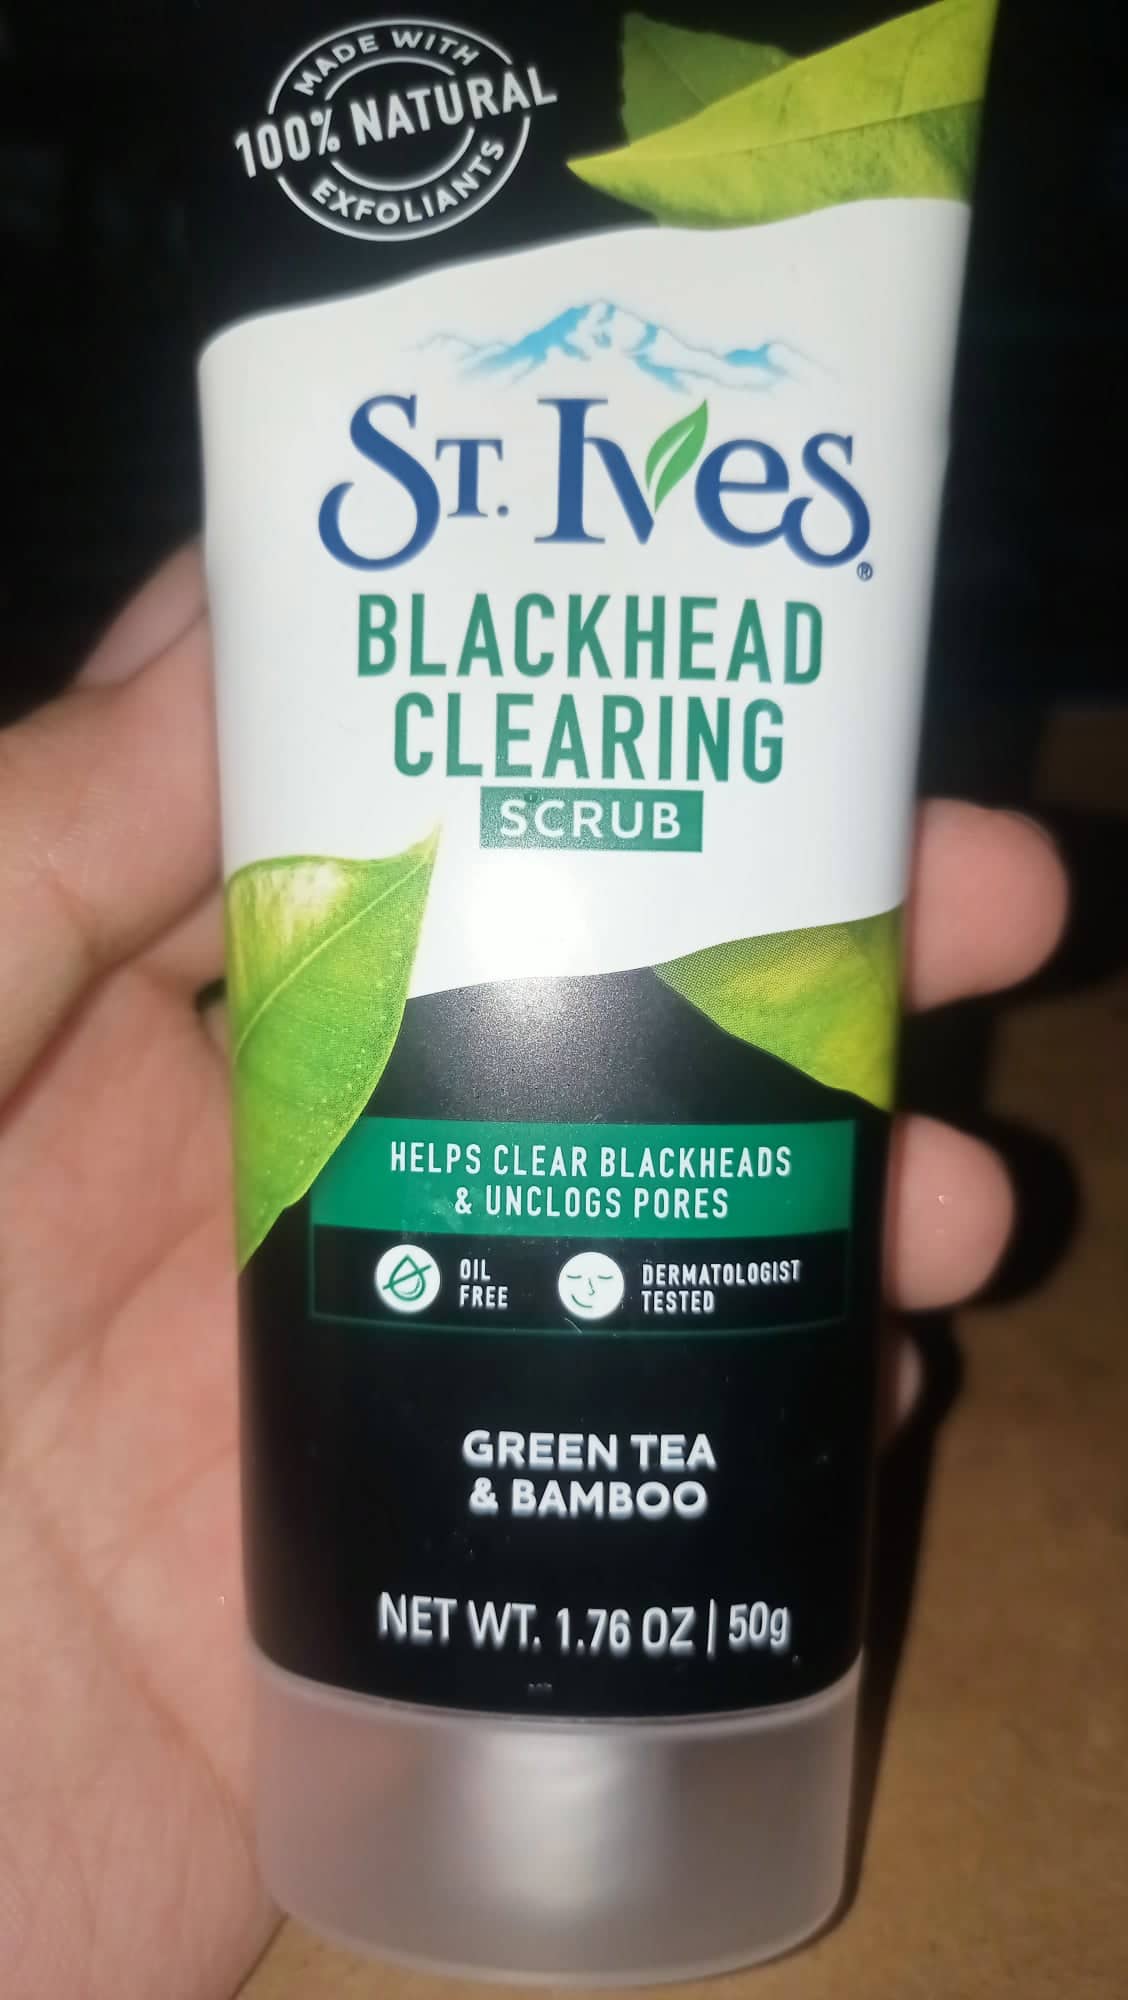 MADE WITH
100% NATURAL
EXFOLIANTS
ST. IVES®
BLACKHEAD
CLEARING
SCRUB
HELPS CLEAR BLACKHEADS
& UNCLOGS PORES
OIL
FREE
DERMATOLOGIST
TESTED
GREEN TEA
& BAMBOO
NET WT. 1.76 OZ | 50g